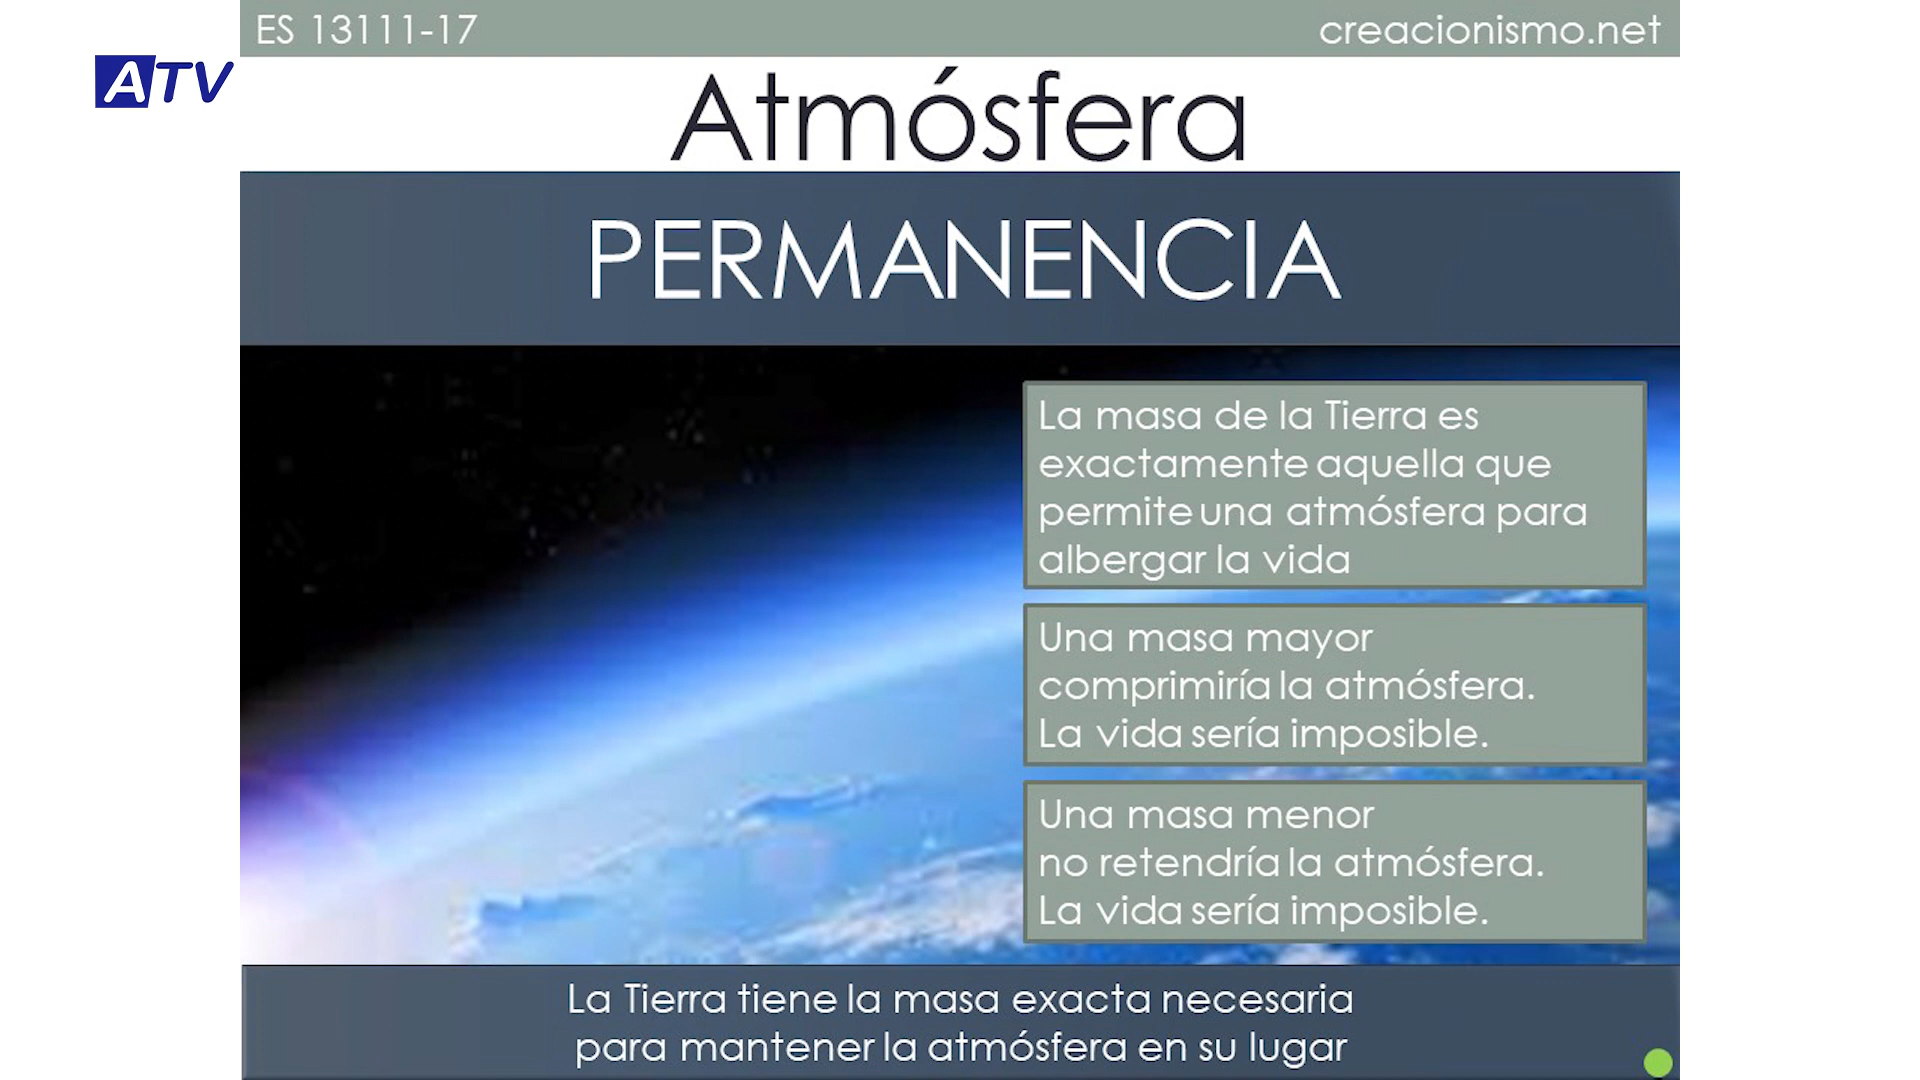 ES 13111-17
creacionismo.net
ATV
Atmósfera
PERMANENCIA
La masa de la Tierra es
exactamente aquella que
permite una atmósfera para
albergar la vida
Una masa mayor
comprimiría la atmósfera.
La vida sería imposible.
Una masa menor
no retendría la atmósfera.
La vida sería imposible.
La Tierra tiene la masa exacta necesaria
para mantener la atmósfera en su lugar